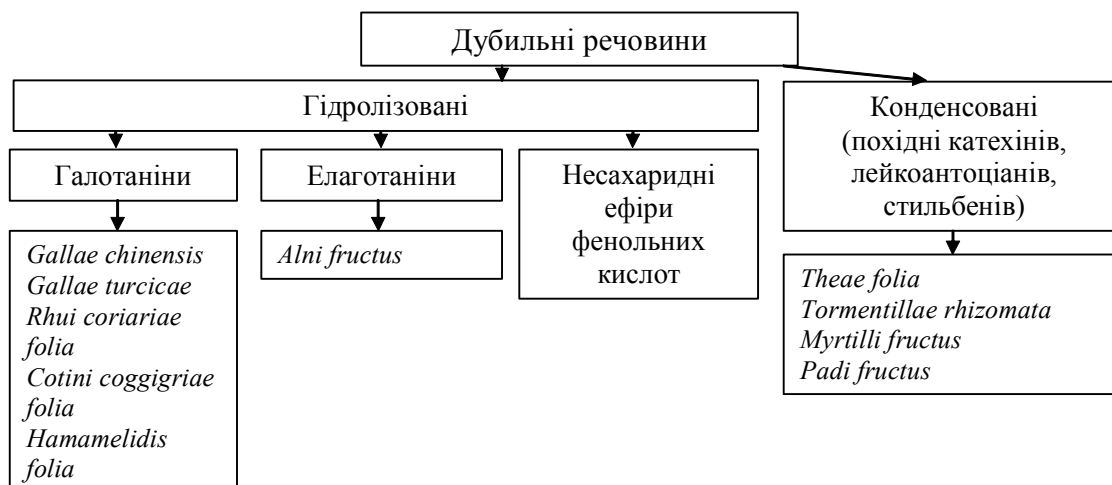 Дубильні речовини
Гідролізовані
Конденсовані
(похідні катехінів,
лейкоантоціанів,
стильбенів)
Галотаніни
Елаготаніни
Несахаридні
ефіри
фенольних
кислот
Gallae chinensis
Gallae turcicae
Rhui coriariae
folia
Cotini coggigriae
folia
Hamamelidis
folia
Alni fructus
Theae folia
Tormentillae rhizomata
Myrtilli fructus
Padi fructus